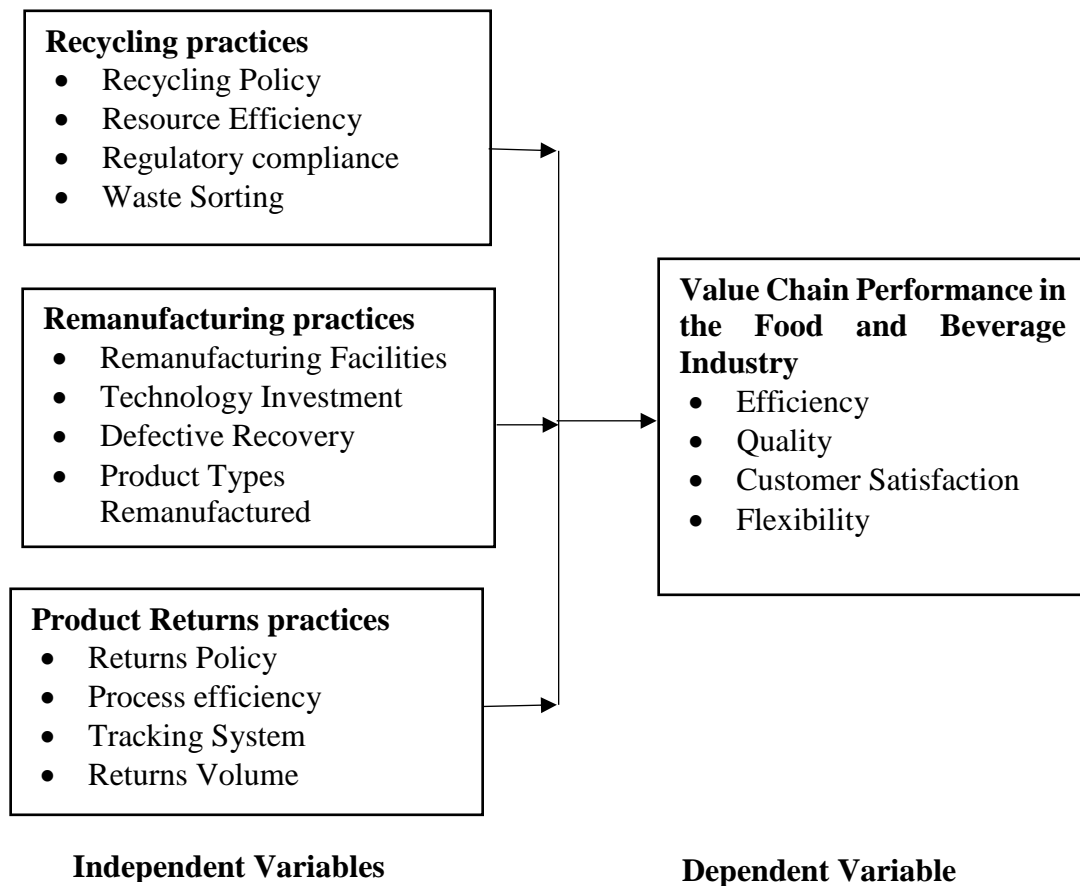 Recycling practices
• Recycling Policy
• Resource Efficiency
• Regulatory compliance
• Waste Sorting
Remanufacturing practices
• Remanufacturing Facilities
• Technology Investment
• Defective Recovery
• Product Types
Remanufactured
Product Returns practices
• Returns Policy
• Process efficiency
• Tracking System
• Returns Volume
Independent Variables
Value Chain Performance in
the Food and Beverage
Industry
• Efficiency
• Quality
• Customer Satisfaction
• Flexibility
Dependent Variable